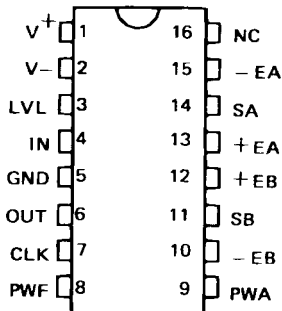 V+ 1 16 NC
V- 2 15 -EA
LVL 3 14 SA
IN 4 13 +EA
GND 5 12 +EB
OUT 6 11 SB
CLK 7 10 -EB
PWF 8 9 PWA